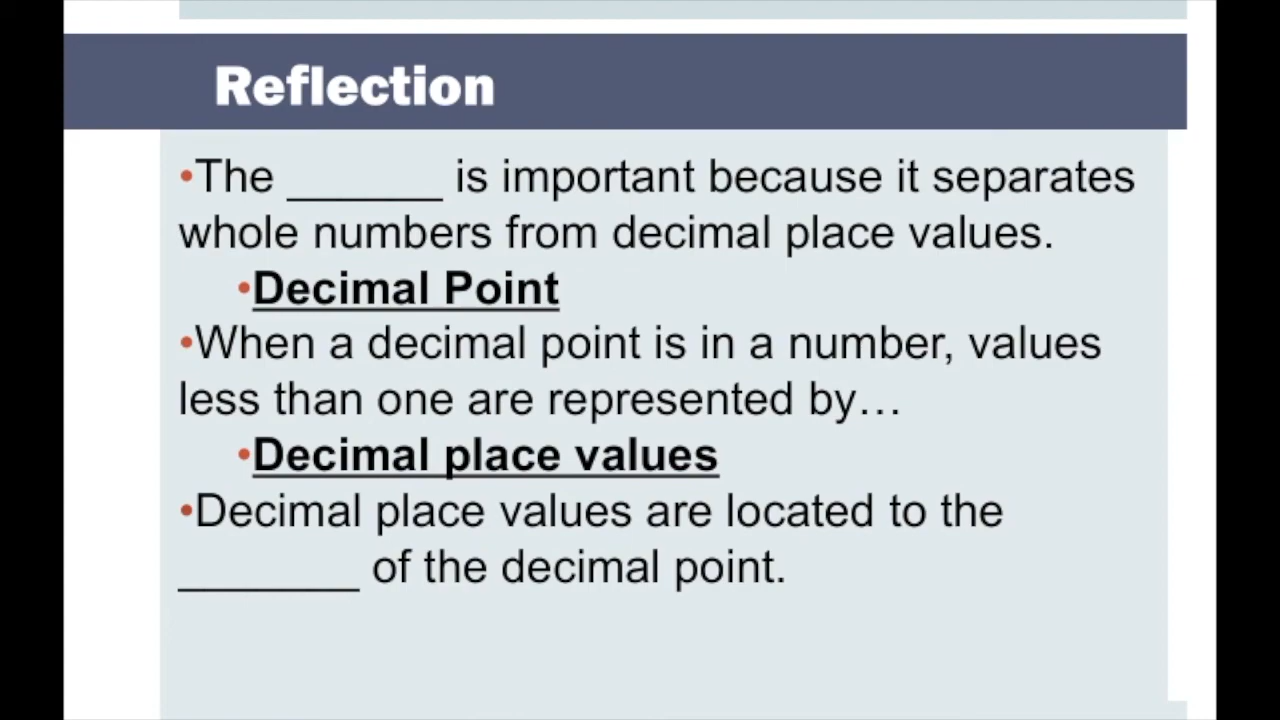 Reflection
•The ______ is important because it separates
whole numbers from decimal place values.
•Decimal Point
•When a decimal point is in a number, values
less than one are represented by…
•Decimal place values
•Decimal place values are located to the
_______ of the decimal point.